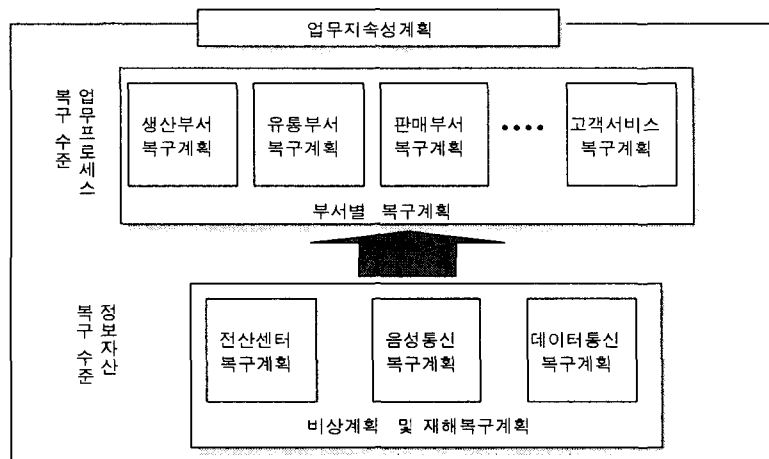 업무지속성계획
업무프로세스
복구 수준
생산부서
복구계획
유통부서
복구계획
판매부서
복구계획
••••
고객서비스
복구계획
부서별 복구계획
정보자산
복구 수준
전산센터
복구계획
음성통신
복구계획
데이터통신
복구계획
비상계획 및 재해복구계획